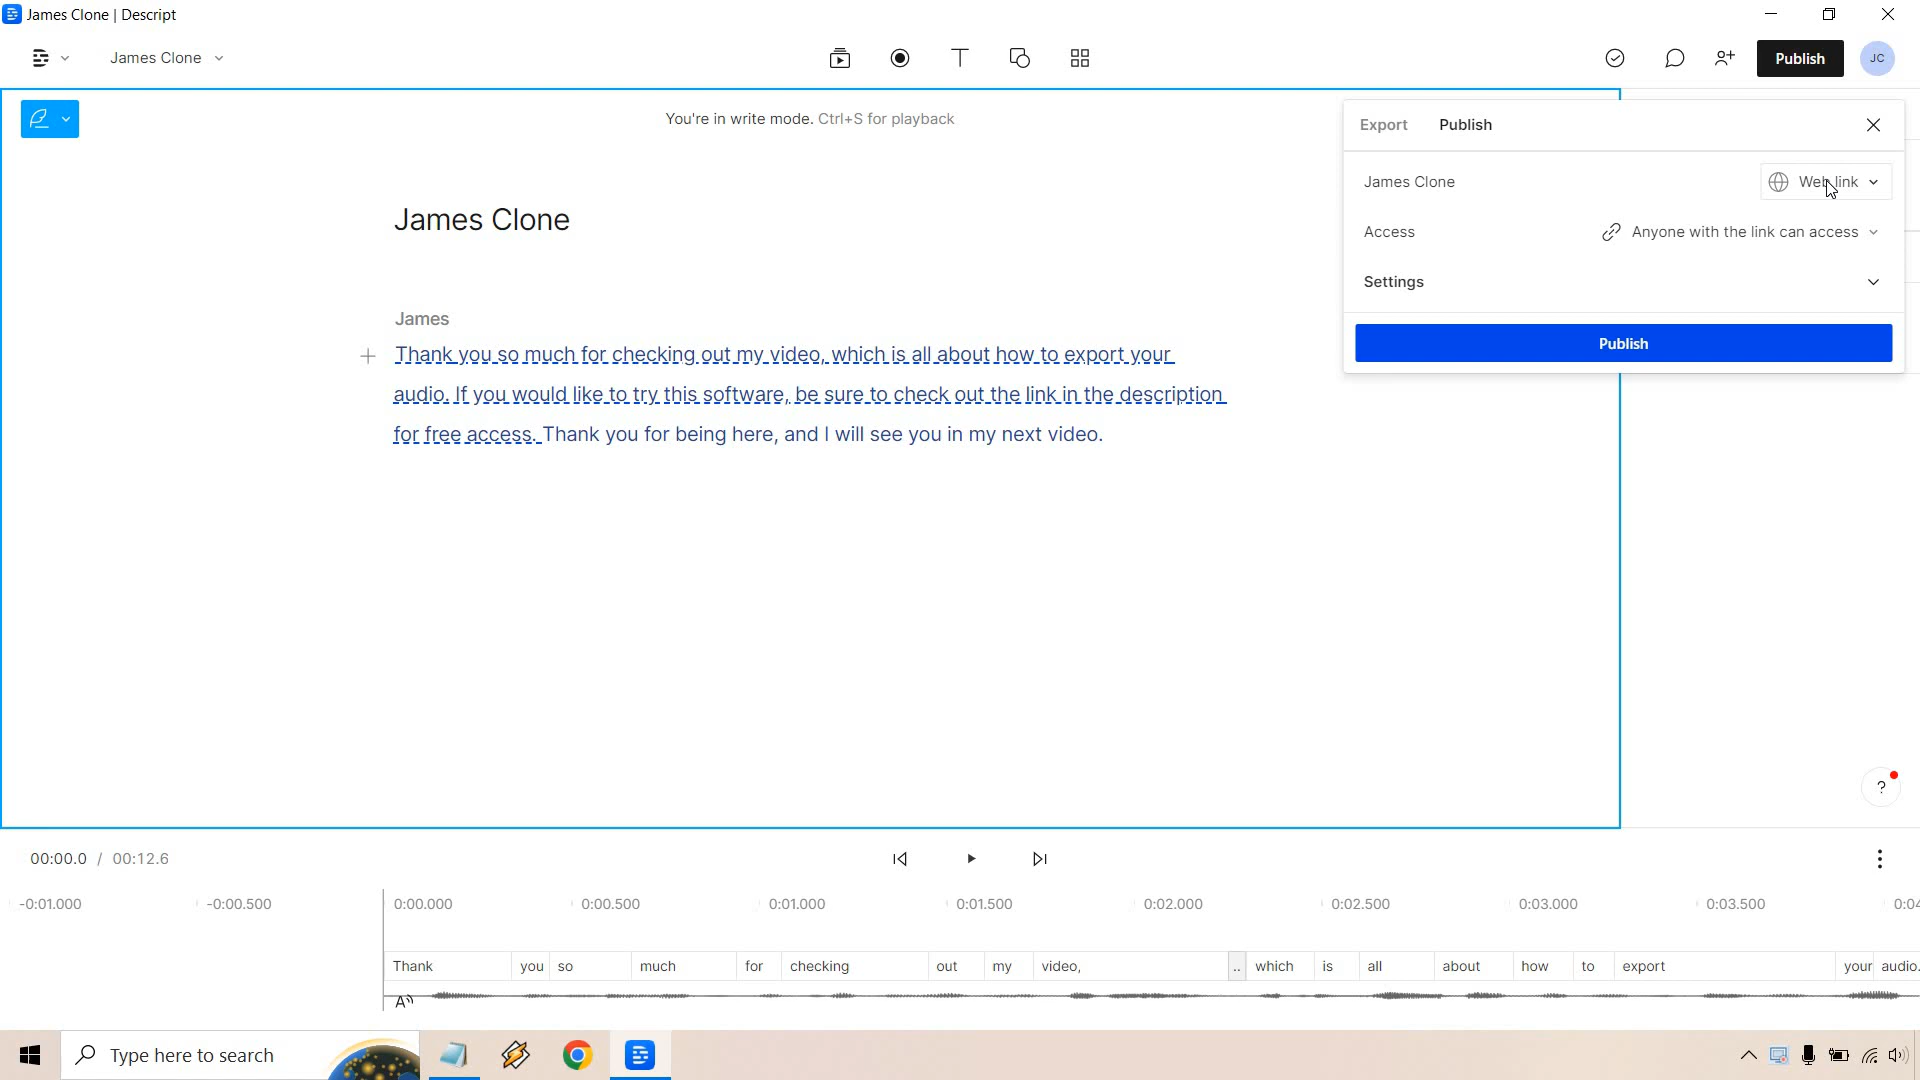 James Clone | Descript
James Clone
Publish
JC
You're in write mode. Ctrl+S for playback
Export Publish
James Clone
Web link
Access
Anyone with the link can access
Settings
Publish
James Clone
James
Thank you so much for checking out my video, which is all about how to export your
audio. If you would like to try this software, be sure to check out the link in the description
for free access. Thank you for being here, and I will see you in my next video.
?
00:00.0 / 00:12.6
-0:01.000 -0:00.500 0:00.000 0:00.500 0:01.000 0:01.500 0:02.000 0:02.500 0:03.000 0:03.500 0:04
Thank you so much for checking out my video, .. which is all about how to export your audio.
A
Type here to search